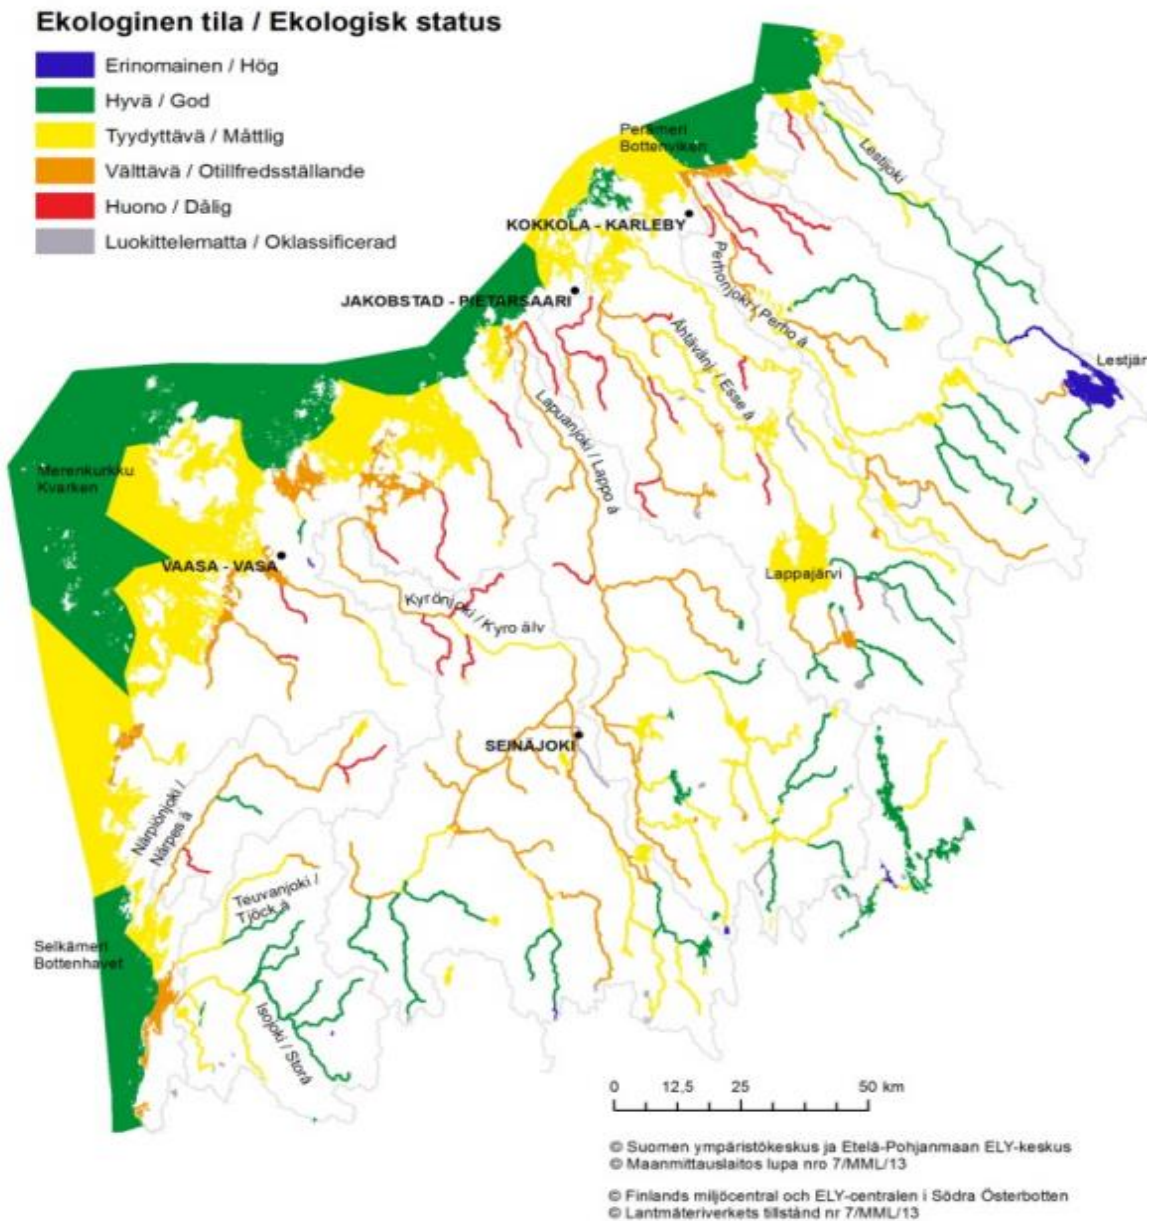 Ekologinen tila / Ekologisk status
Erinomainen / Hög
Hyvä / God
Tyydyttävä / Måttlig
Välttävä / Otillfredsställande
Huono / Dålig
Luokittelematta / Oklassificerad
Perämeri
Bottenviken
Lestijoki
KOKKOLA - KARLEBY
Perhonjoki / Perho å
JAKOBSTAD - PIETARSAARI
Ähtävänj / Esse å
Lestjär
Lapuanjoki / Lappo å
Merenkurkku
Kvarken
VAASA - VASA
Lappajärvi
Kyrönjoki / Kyro älv
SEINÄJOKI
Närpiönjoki /
Närpes å
Teuvanjoki /
Tjöck å
Selkämeri
Bottenhavet
Isojoki / Storå
0 12,5 25 50 km
© Suomen ympäristökeskus ja Etelä-Pohjanmaan ELY-keskus
© Maanmittauslaitos lupa nro 7/MML/13
© Finlands miljöcentral och ELY-centralen i Södra Österbotten
© Lantmäteriverkets tillstånd nr 7/MML/13